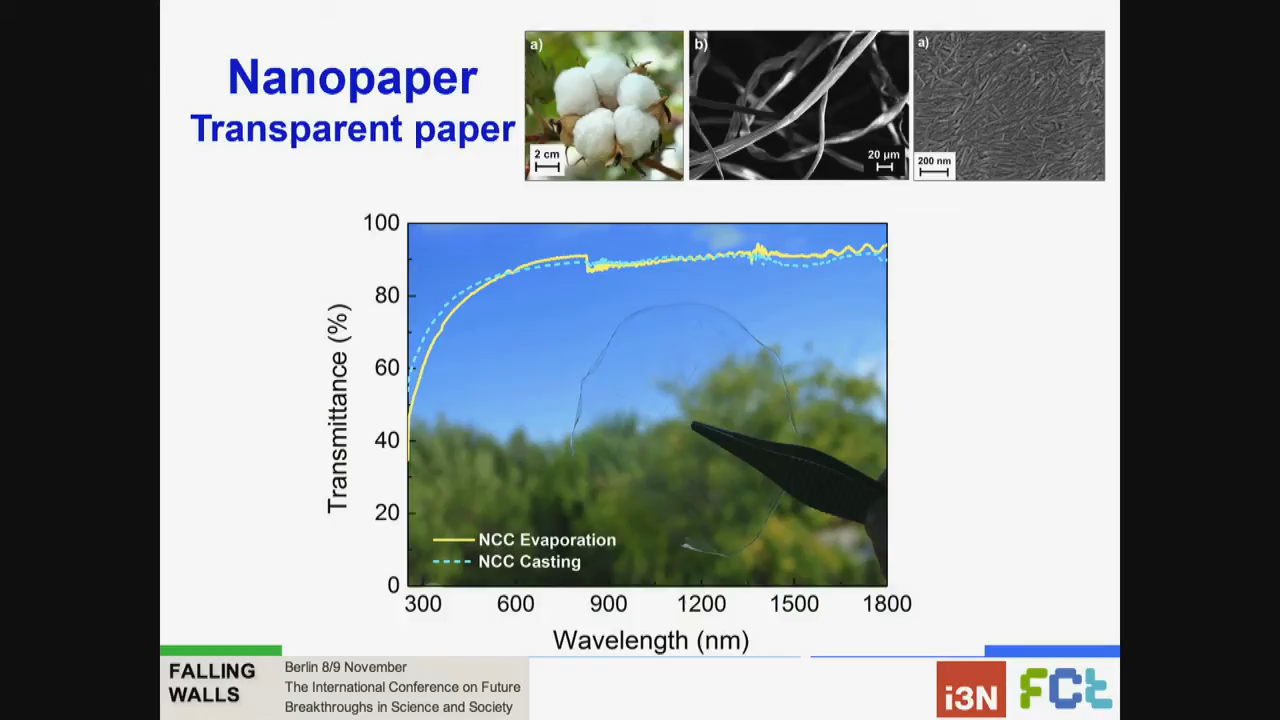 Nanopaper
Transparent paper
a)
2 cm
b)
20 µm
a)
200 nm
100
80
60
40
20
0
Transmittance (%)
NCC Evaporation
NCC Casting
300 600 900 1200 1500 1800
Wavelength (nm)
FALLING
WALLS
Berlin 8/9 November
The International Conference on Future
Breakthroughs in Science and Society
i3N
FCt